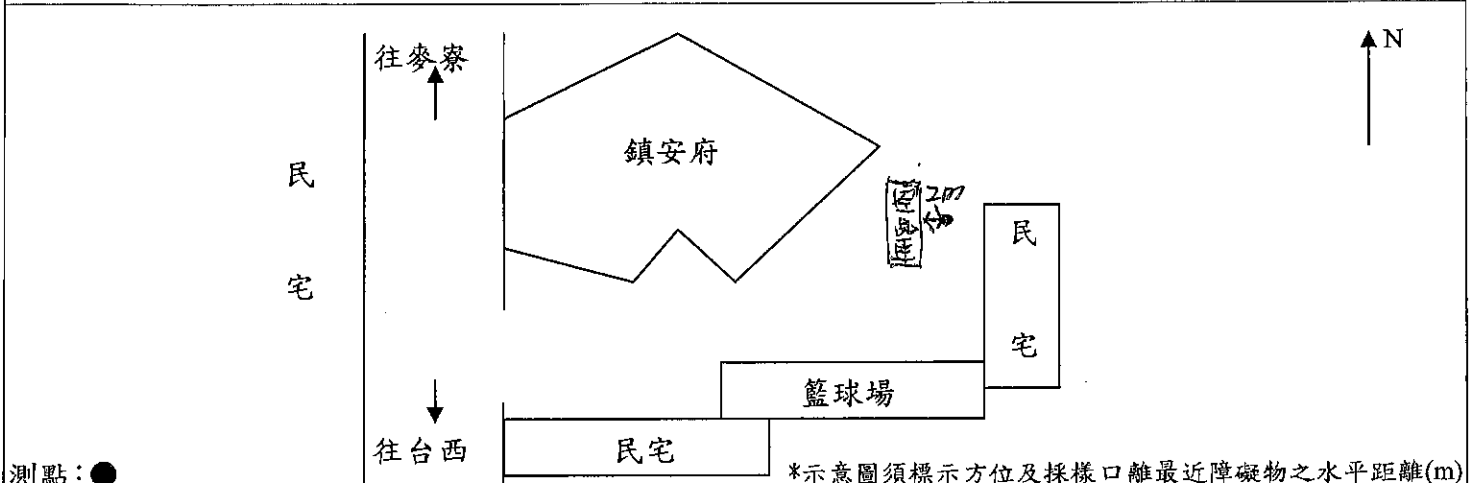 往麥寮
N
鎮安府
民宅
2m
民宅
籃球場
往台西
民宅
測點：●
*示意圖須標示方位及採樣口離最近障礙物之水平距離(m)